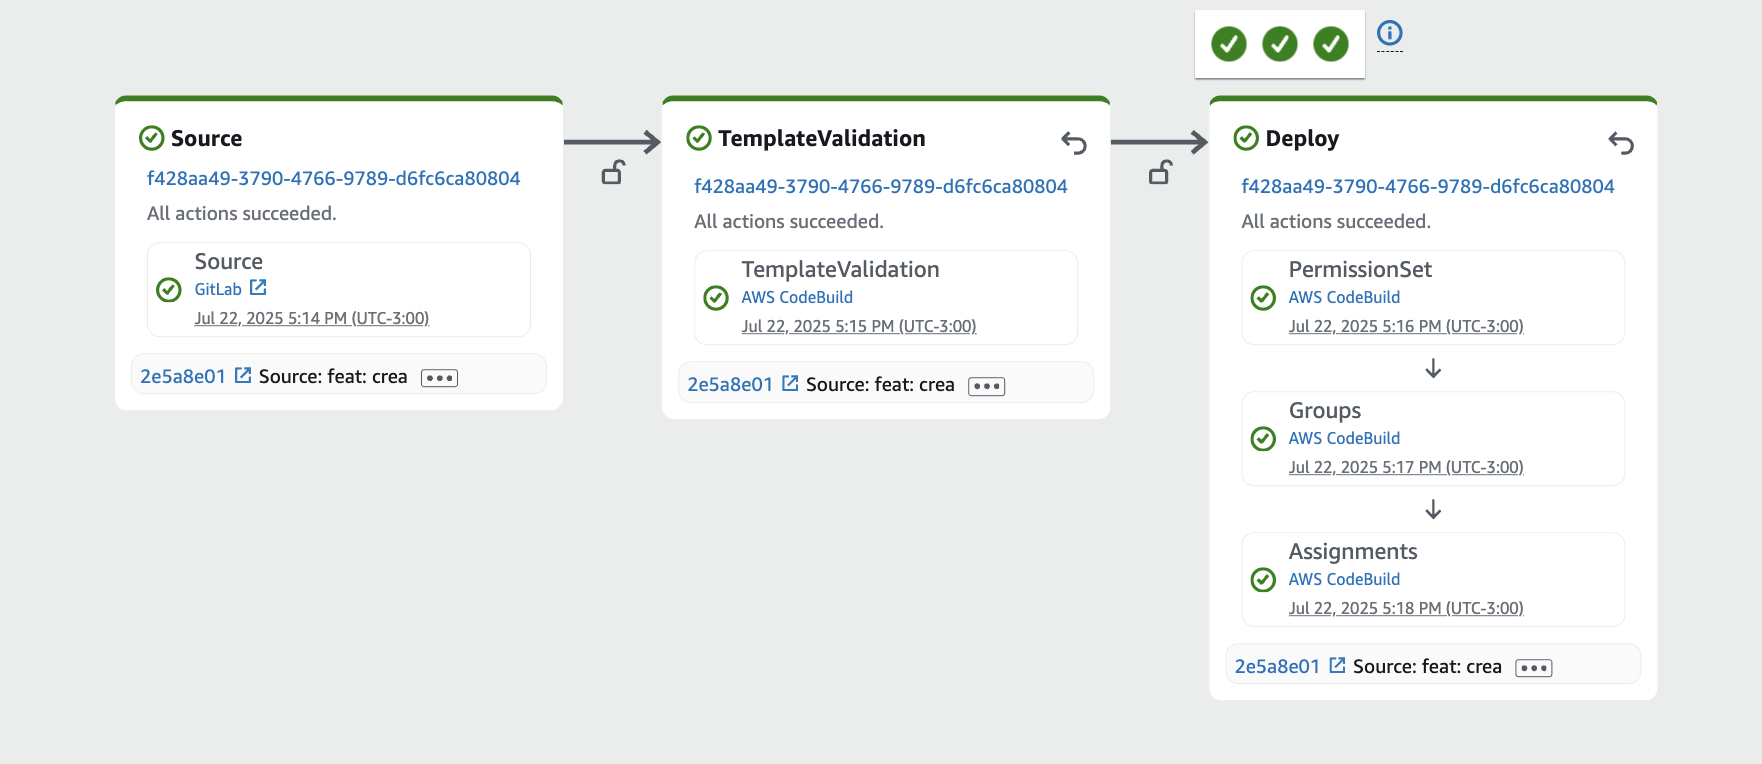 Source
f428aa49-3790-4766-9789-d6fc6ca80804
All actions succeeded.
Source
GitLab
Jul 22, 2025 5:14 PM (UTC-3:00)
2e5a8e01 Source: feat: crea
TemplateValidation
f428aa49-3790-4766-9789-d6fc6ca80804
All actions succeeded.
TemplateValidation
AWS CodeBuild
Jul 22, 2025 5:15 PM (UTC-3:00)
2e5a8e01 Source: feat: crea
Deploy
f428aa49-3790-4766-9789-d6fc6ca80804
All actions succeeded.
PermissionSet
AWS CodeBuild
Jul 22, 2025 5:16 PM (UTC-3:00)
Groups
AWS CodeBuild
Jul 22, 2025 5:17 PM (UTC-3:00)
Assignments
AWS CodeBuild
Jul 22, 2025 5:18 PM (UTC-3:00)
2e5a8e01 Source: feat: crea